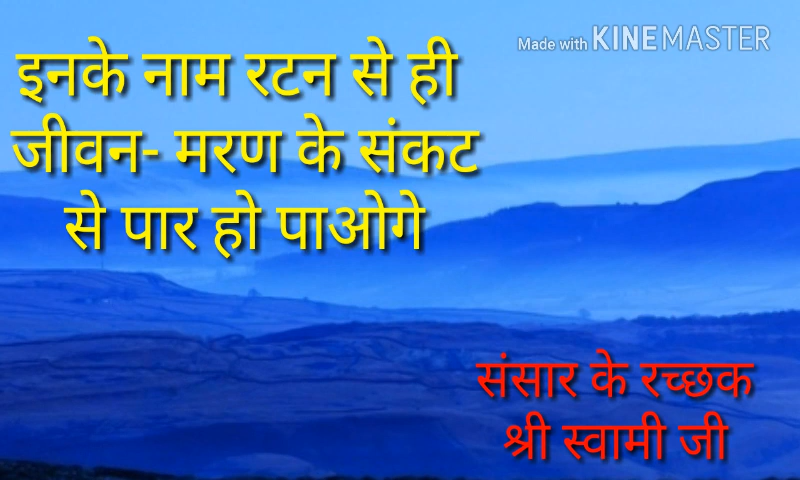 Made with KINEMASTER
इनके नाम रटन से ही
जीवन- मरण के संकट
से पार हो पाओगे
संसार के रच्छक
श्री स्वामी जी